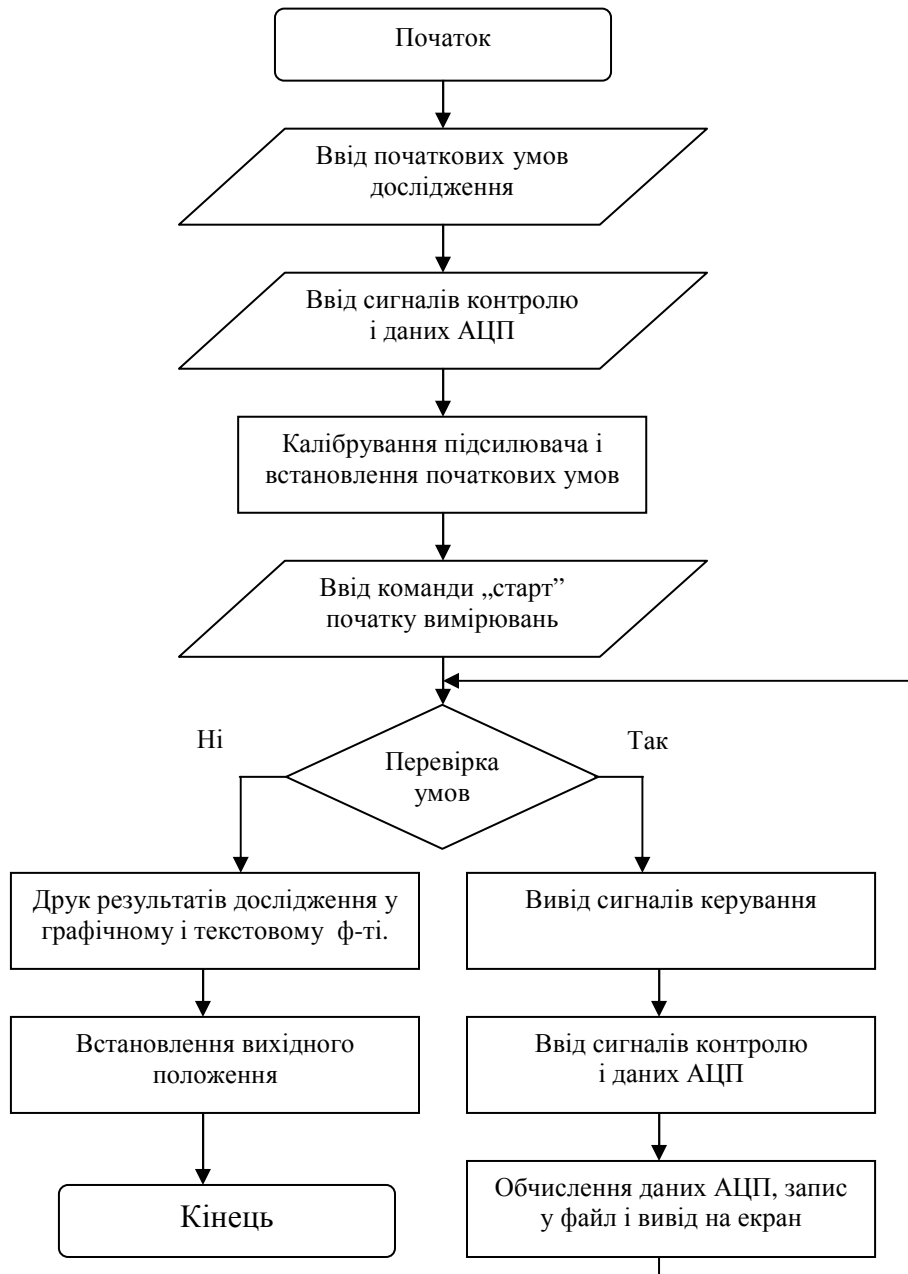 Початок
Ввід початкових умов
дослідження
Ввід сигналів контролю
і даних АЦП
Калібрування підсилювача і
встановлення початкових умов
Ввід команди „старт”
початку вимірювань
Ні
Так
Перевірка
умов
Друк результатів дослідження у
графічному і текстовому ф-ті.
Вивід сигналів керування
Встановлення вихідного
положення
Ввід сигналів контролю
і даних АЦП
Кінець
Обчислення даних АЦП, запис
у файл і вивід на екран